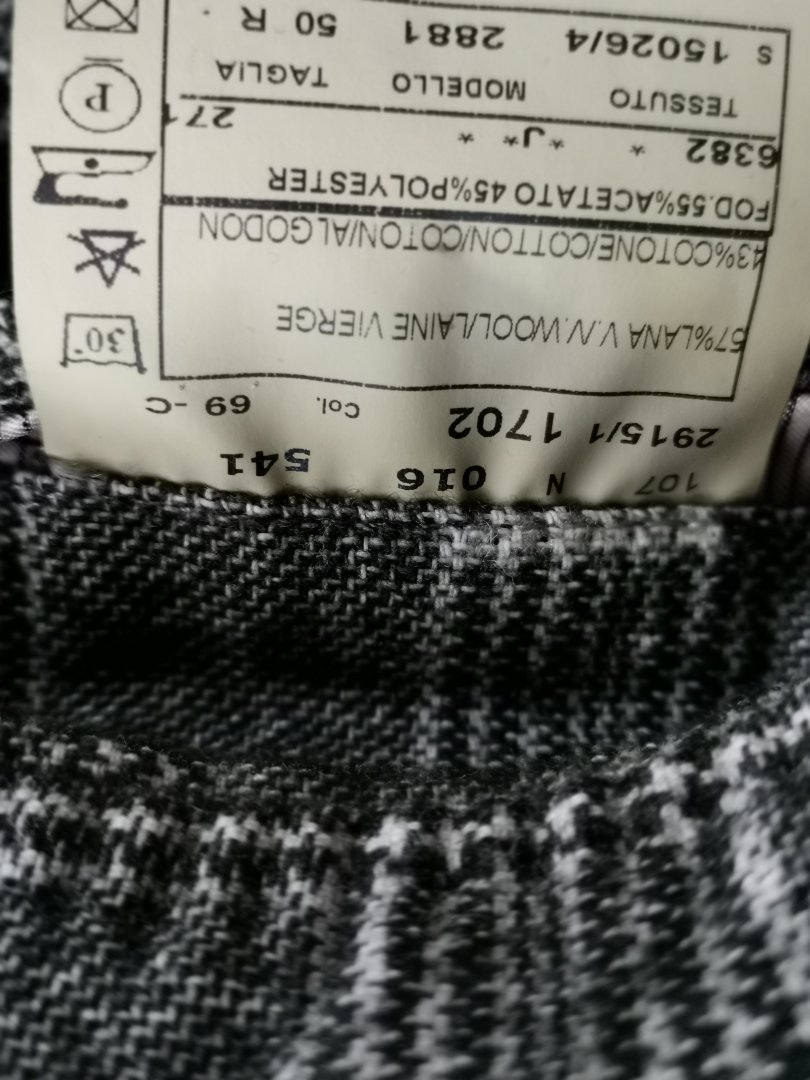 107 N 016 541
2915/1 1702 Col. 69-C
57%LANA V./V.WOOL/LAINE VIERGE
43%COTONE/COTTON/COTON/ALGODON
FOD.55%ACETATO 45%POLYESTER
6382 * *J* * 271
TESSUTO MODELLO TAGLIA
S 15026/4 2881 50 R
30°
P